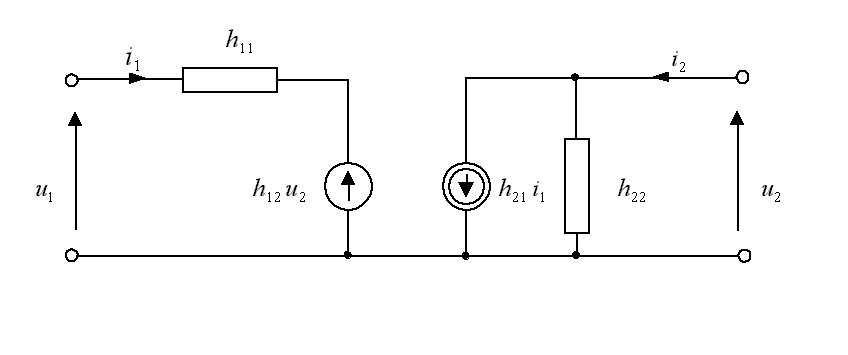 h₁₁
i₁
i₂
u₁
h₁₂ u₂
h₂₁ i₁
h₂₂
u₂